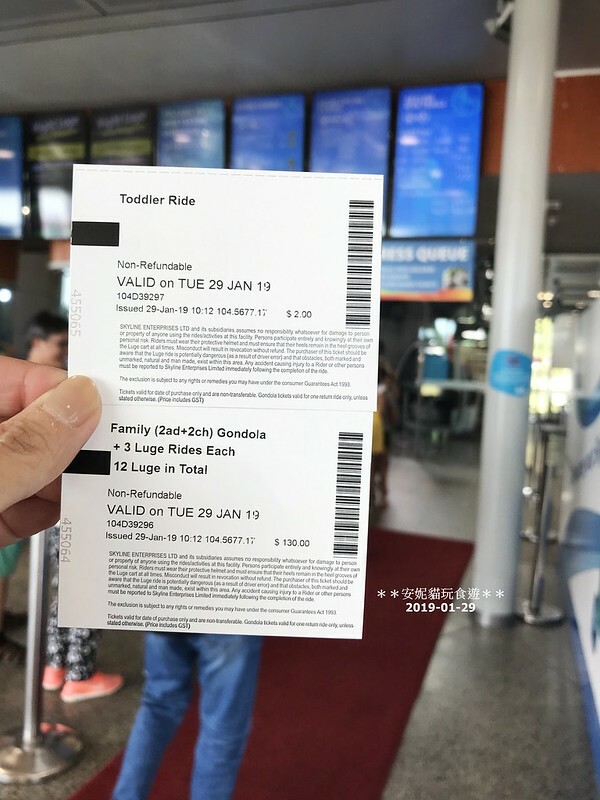 Toddler Ride
Non-Refundable
VALID on TUE 29 JAN 19
104D39297
Issued 29-Jan-19 10:12 104.5677.17 $ 2.00
SKYLINE ENTERPRISES LTD and its subsidiaries assumes no responsibility whatsoever for damage to person
or property of anyone using the rides/activities at this facility. Persons participate entirely and knowingly at their own
personal risk. Riders must wear their protective helmet and must ensure that their heels remain in the heel grooves of
the Luge cart at all times. Misconduct will result in revocation without refund. The purchaser of this ticket should be
aware that the Luge ride is potentially dangerous (as a result of driver error) and that obstacles, both marked and
unmarked, natural and man made, exist within this area. Any accident causing injury to a Rider or other persons
must be reported to Skyline Enterprises Limited immediately following the completion of the ride.
The exclusion is subject to any rights or remedies you may have under the consumer Guarantees Act 1993.
Tickets valid for date of purchase only and are non-transferable. Gondola tickets valid for one return ride only, unless
stated otherwise. (Price includes GST)
455065
Family (2ad+2ch) Gondola
+ 3 Luge Rides Each
12 Luge in Total
Non-Refundable
VALID on TUE 29 JAN 19
104D39296
Issued 29-Jan-19 10:12 104.5677.17 $ 130.00
SKYLINE ENTERPRISES LTD and its subsidiaries assumes no responsibility whatsoever for damage to person
or property of anyone using the rides/activities at this facility. Persons participate entirely and knowingly at their own
personal risk. Riders must wear their protective helmet and must ensure that their heels remain in the heel grooves of
the Luge cart at all times. Misconduct will result in revocation without refund. The purchaser of this ticket should be
aware that the Luge ride is potentially dangerous (as a result of driver error) and that obstacles, both marked and
unmarked, natural and man made, exist within this area. Any accident causing injury to a Rider or other persons
must be reported to Skyline Enterprises Limited immediately following the completion of the ride.
The exclusion is subject to any rights or remedies you may have under the consumer Guarantees Act 1993.
Tickets valid for date of purchase only and are non-transferable. Gondola tickets valid for one return ride only, unless
stated otherwise. (Price includes GST)
455064
QUEUE
**安妮貓玩食遊**
2019-01-29